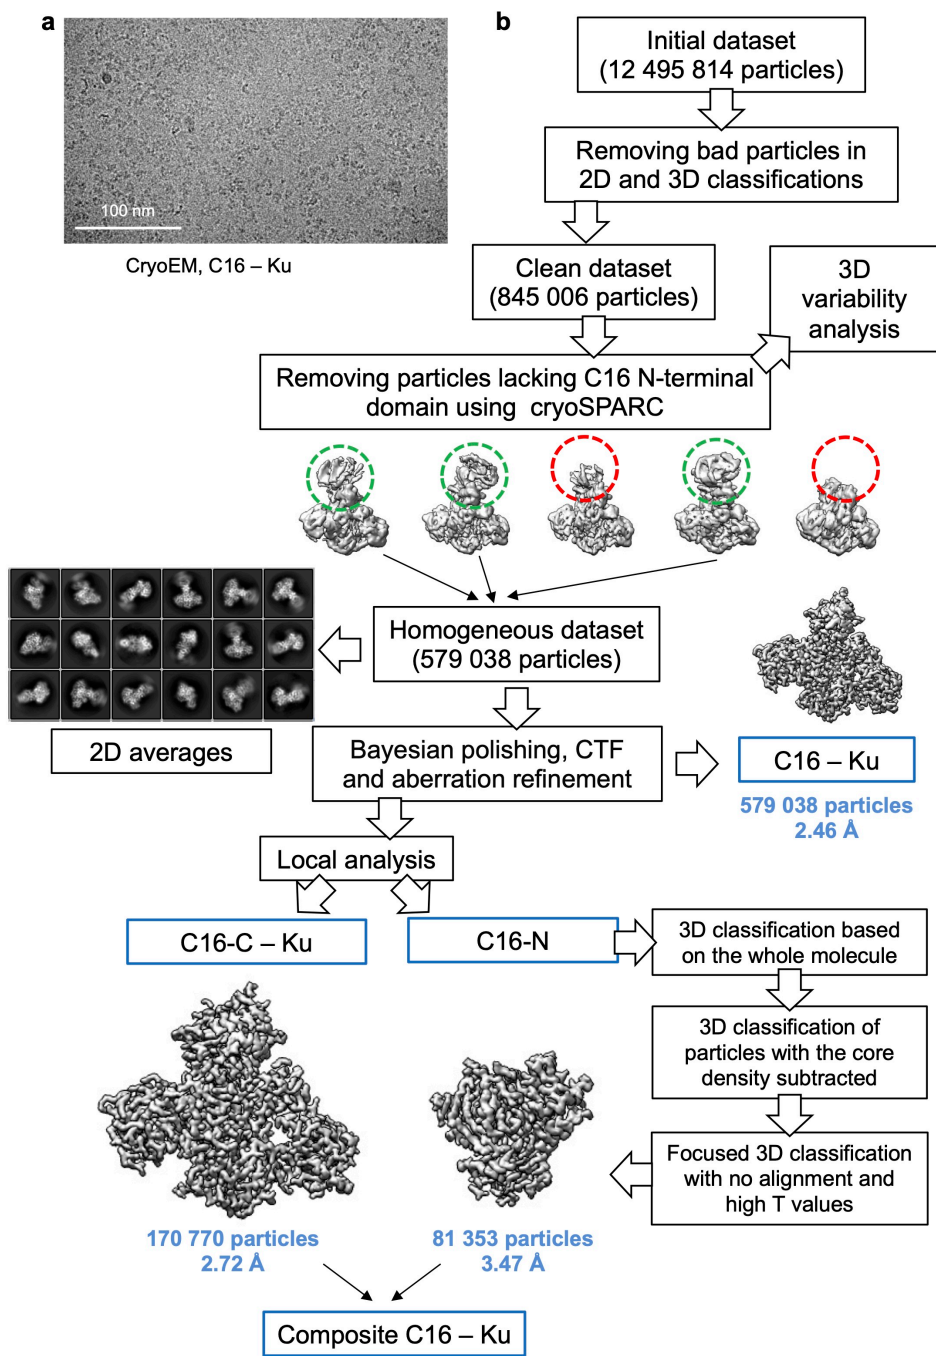 a
100 nm
CryoEM, C16 – Ku
b
Initial dataset
(12 495 814 particles)
Removing bad particles in
2D and 3D classifications
Clean dataset
(845 006 particles)
3D
variability
analysis
Removing particles lacking C16 N-terminal
domain using cryoSPARC
Homogeneous dataset
(579 038 particles)
2D averages
Bayesian polishing, CTF
and aberration refinement
C16 – Ku
579 038 particles
2.46 Å
Local analysis
C16-C – Ku
C16-N
3D classification based
on the whole molecule
3D classification of
particles with the core
density subtracted
Focused 3D classification
with no alignment and
high T values
170 770 particles
2.72 Å
81 353 particles
3.47 Å
Composite C16 – Ku